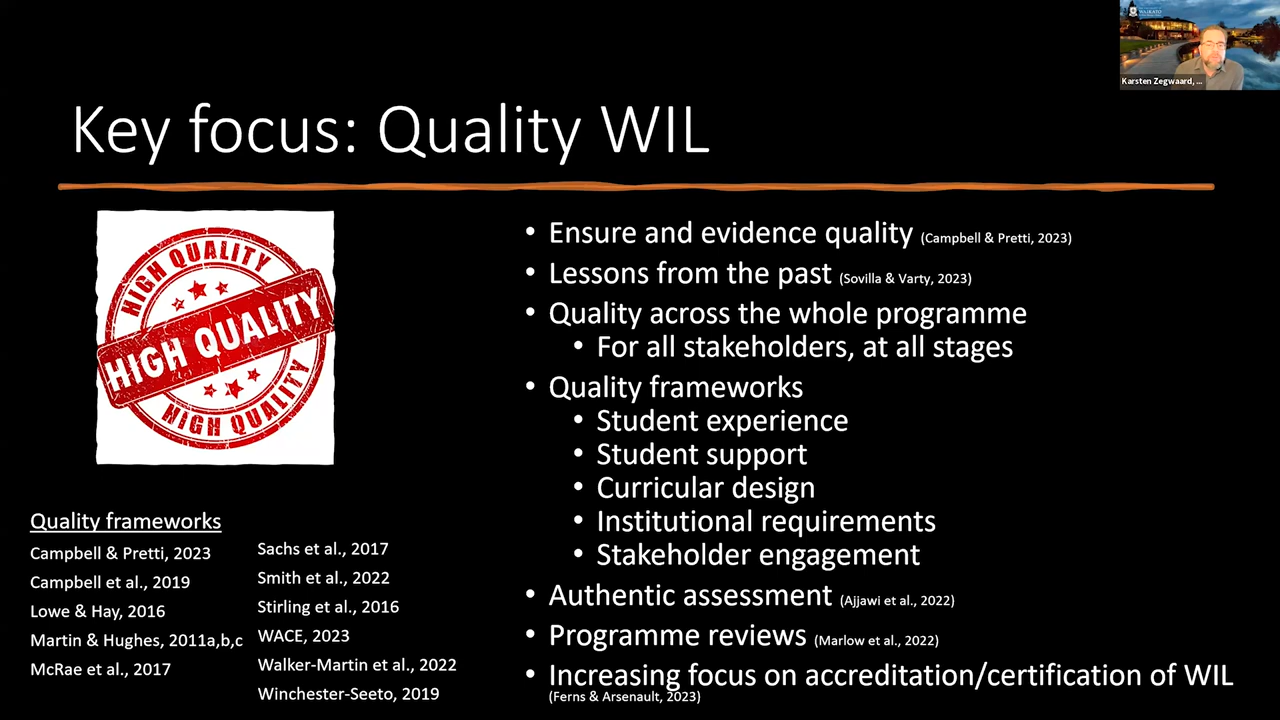 WAIKATO
Karsten Zegwaard, ...
Key focus: Quality WIL
HIGH QUALITY
HIGH QUALITY
HIGH QUALITY
• Ensure and evidence quality (Campbell & Pretti, 2023)
• Lessons from the past (Sovilla & Varty, 2023)
• Quality across the whole programme
• For all stakeholders, at all stages
• Quality frameworks
• Student experience
• Student support
• Curricular design
• Institutional requirements
• Stakeholder engagement
• Authentic assessment (Ajjawi et al., 2022)
• Programme reviews (Marlow et al., 2022)
• Increasing focus on accreditation/certification of WIL
(Ferns & Arsenault, 2023)
Quality frameworks
Campbell & Pretti, 2023
Campbell et al., 2019
Lowe & Hay, 2016
Martin & Hughes, 2011a,b,c
McRae et al., 2017
Sachs et al., 2017
Smith et al., 2022
Stirling et al., 2016
WACE, 2023
Walker-Martin et al., 2022
Winchester-Seeto, 2019